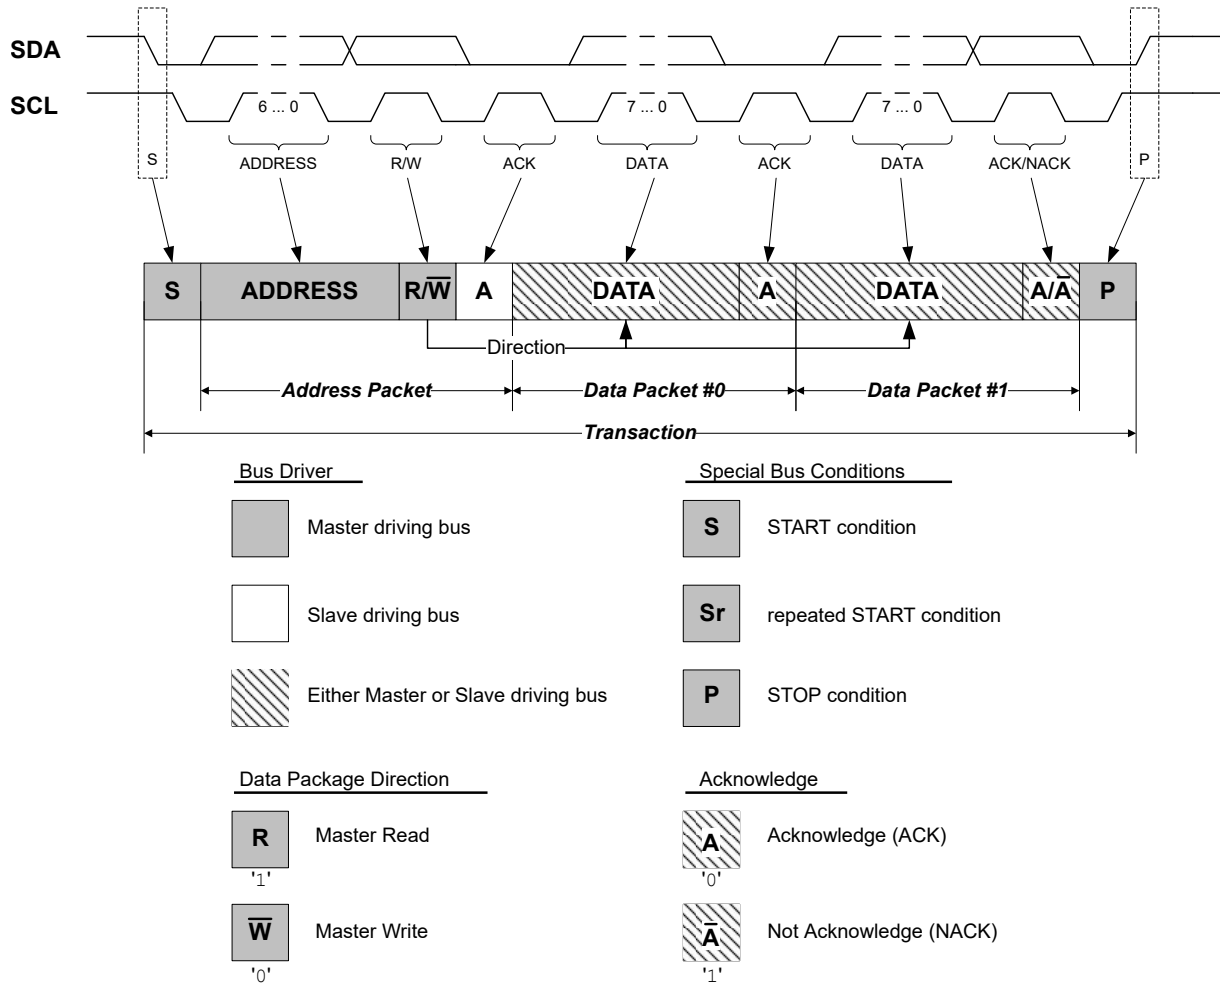 SDA
SCL
6 ... 0
7 ... 0
7 ... 0
S
ADDRESS
R/W
ACK
DATA
ACK
DATA
ACK/NACK
P
S
ADDRESS
R/W̅
A
DATA
A
DATA
A/A̅
P
Direction
Address Packet
Data Packet #0
Data Packet #1
Transaction
Bus Driver
Master driving bus
Slave driving bus
Either Master or Slave driving bus
Special Bus Conditions
S
START condition
Sr
repeated START condition
P
STOP condition
Data Package Direction
R
Master Read
'1'
W̅
Master Write
'0'
Acknowledge
A
Acknowledge (ACK)
'0'
A̅
Not Acknowledge (NACK)
'1'